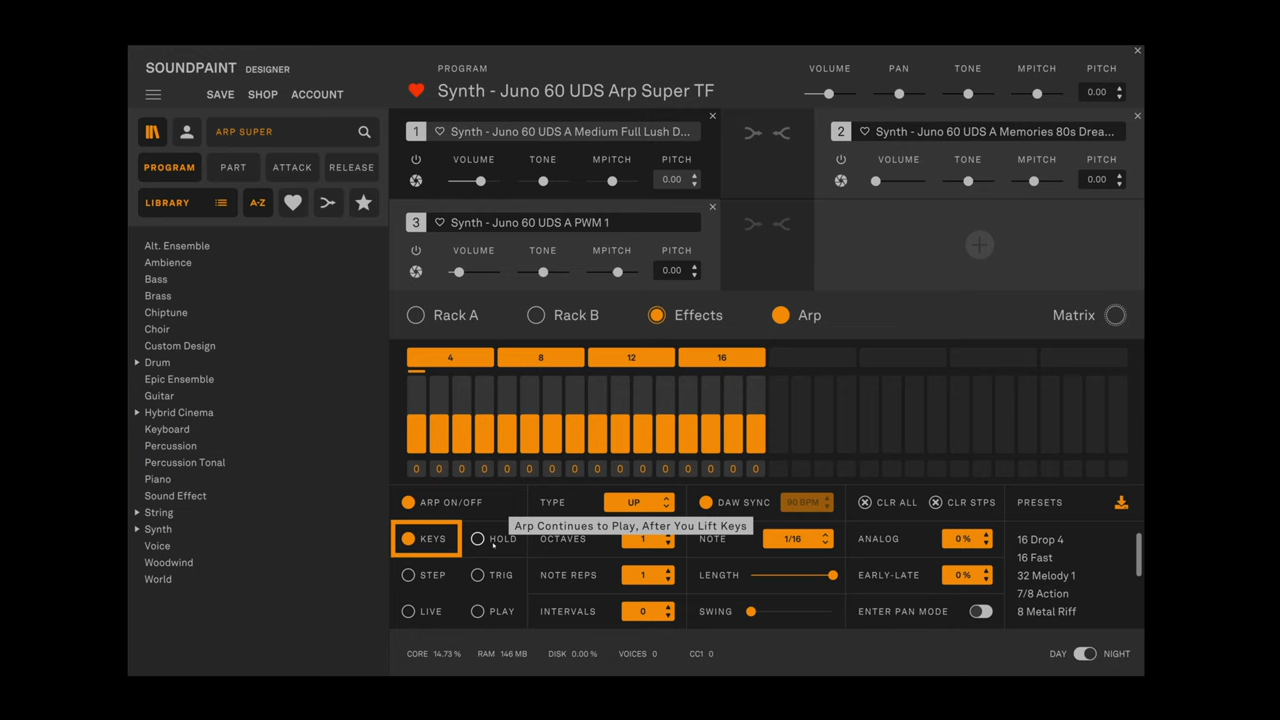 SOUNDPAINT DESIGNER
SAVE SHOP ACCOUNT
PROGRAM
Synth - Juno 60 UDS Arp Super TF
VOLUME PAN TONE MPITCH PITCH
0.00
ARP SUPER
PROGRAM PART ATTACK RELEASE
LIBRARY A-Z
Alt. Ensemble
Ambience
Bass
Brass
Chiptune
Choir
Custom Design
Drum
Epic Ensemble
Guitar
Hybrid Cinema
Keyboard
Percussion
Percussion Tonal
Piano
Sound Effect
String
Synth
Voice
Woodwind
World
1 Synth - Juno 60 UDS A Medium Full Lush D...
VOLUME TONE MPITCH PITCH
0.00
2 Synth - Juno 60 UDS A Memories 80s Drea...
VOLUME TONE MPITCH PITCH
0.00
3 Synth - Juno 60 UDS A PWM 1
VOLUME TONE MPITCH PITCH
0.00
Rack A Rack B Effects Arp Matrix
4 8 12 16
0 0 0 0 0 0 0 0 0 0 0 0 0 0 0 0
ARP ON/OFF TYPE UP DAW SYNC 90 BPM CLR ALL CLR STPS PRESETS
Arp Continues to Play, After You Lift Keys
KEYS HOLD OCTAVES 1 NOTE 1/16 ANALOG 0%
STEP TRIG NOTE REPS 1 LENGTH EARLY-LATE 0%
LIVE PLAY INTERVALS 0 SWING ENTER PAN MODE
16 Drop 4
16 Fast
32 Melody 1
7/8 Action
8 Metal Riff
CORE 14.73 % RAM 146 MB DISK 0.00 % VOICES 0 CC1 0
DAY NIGHT